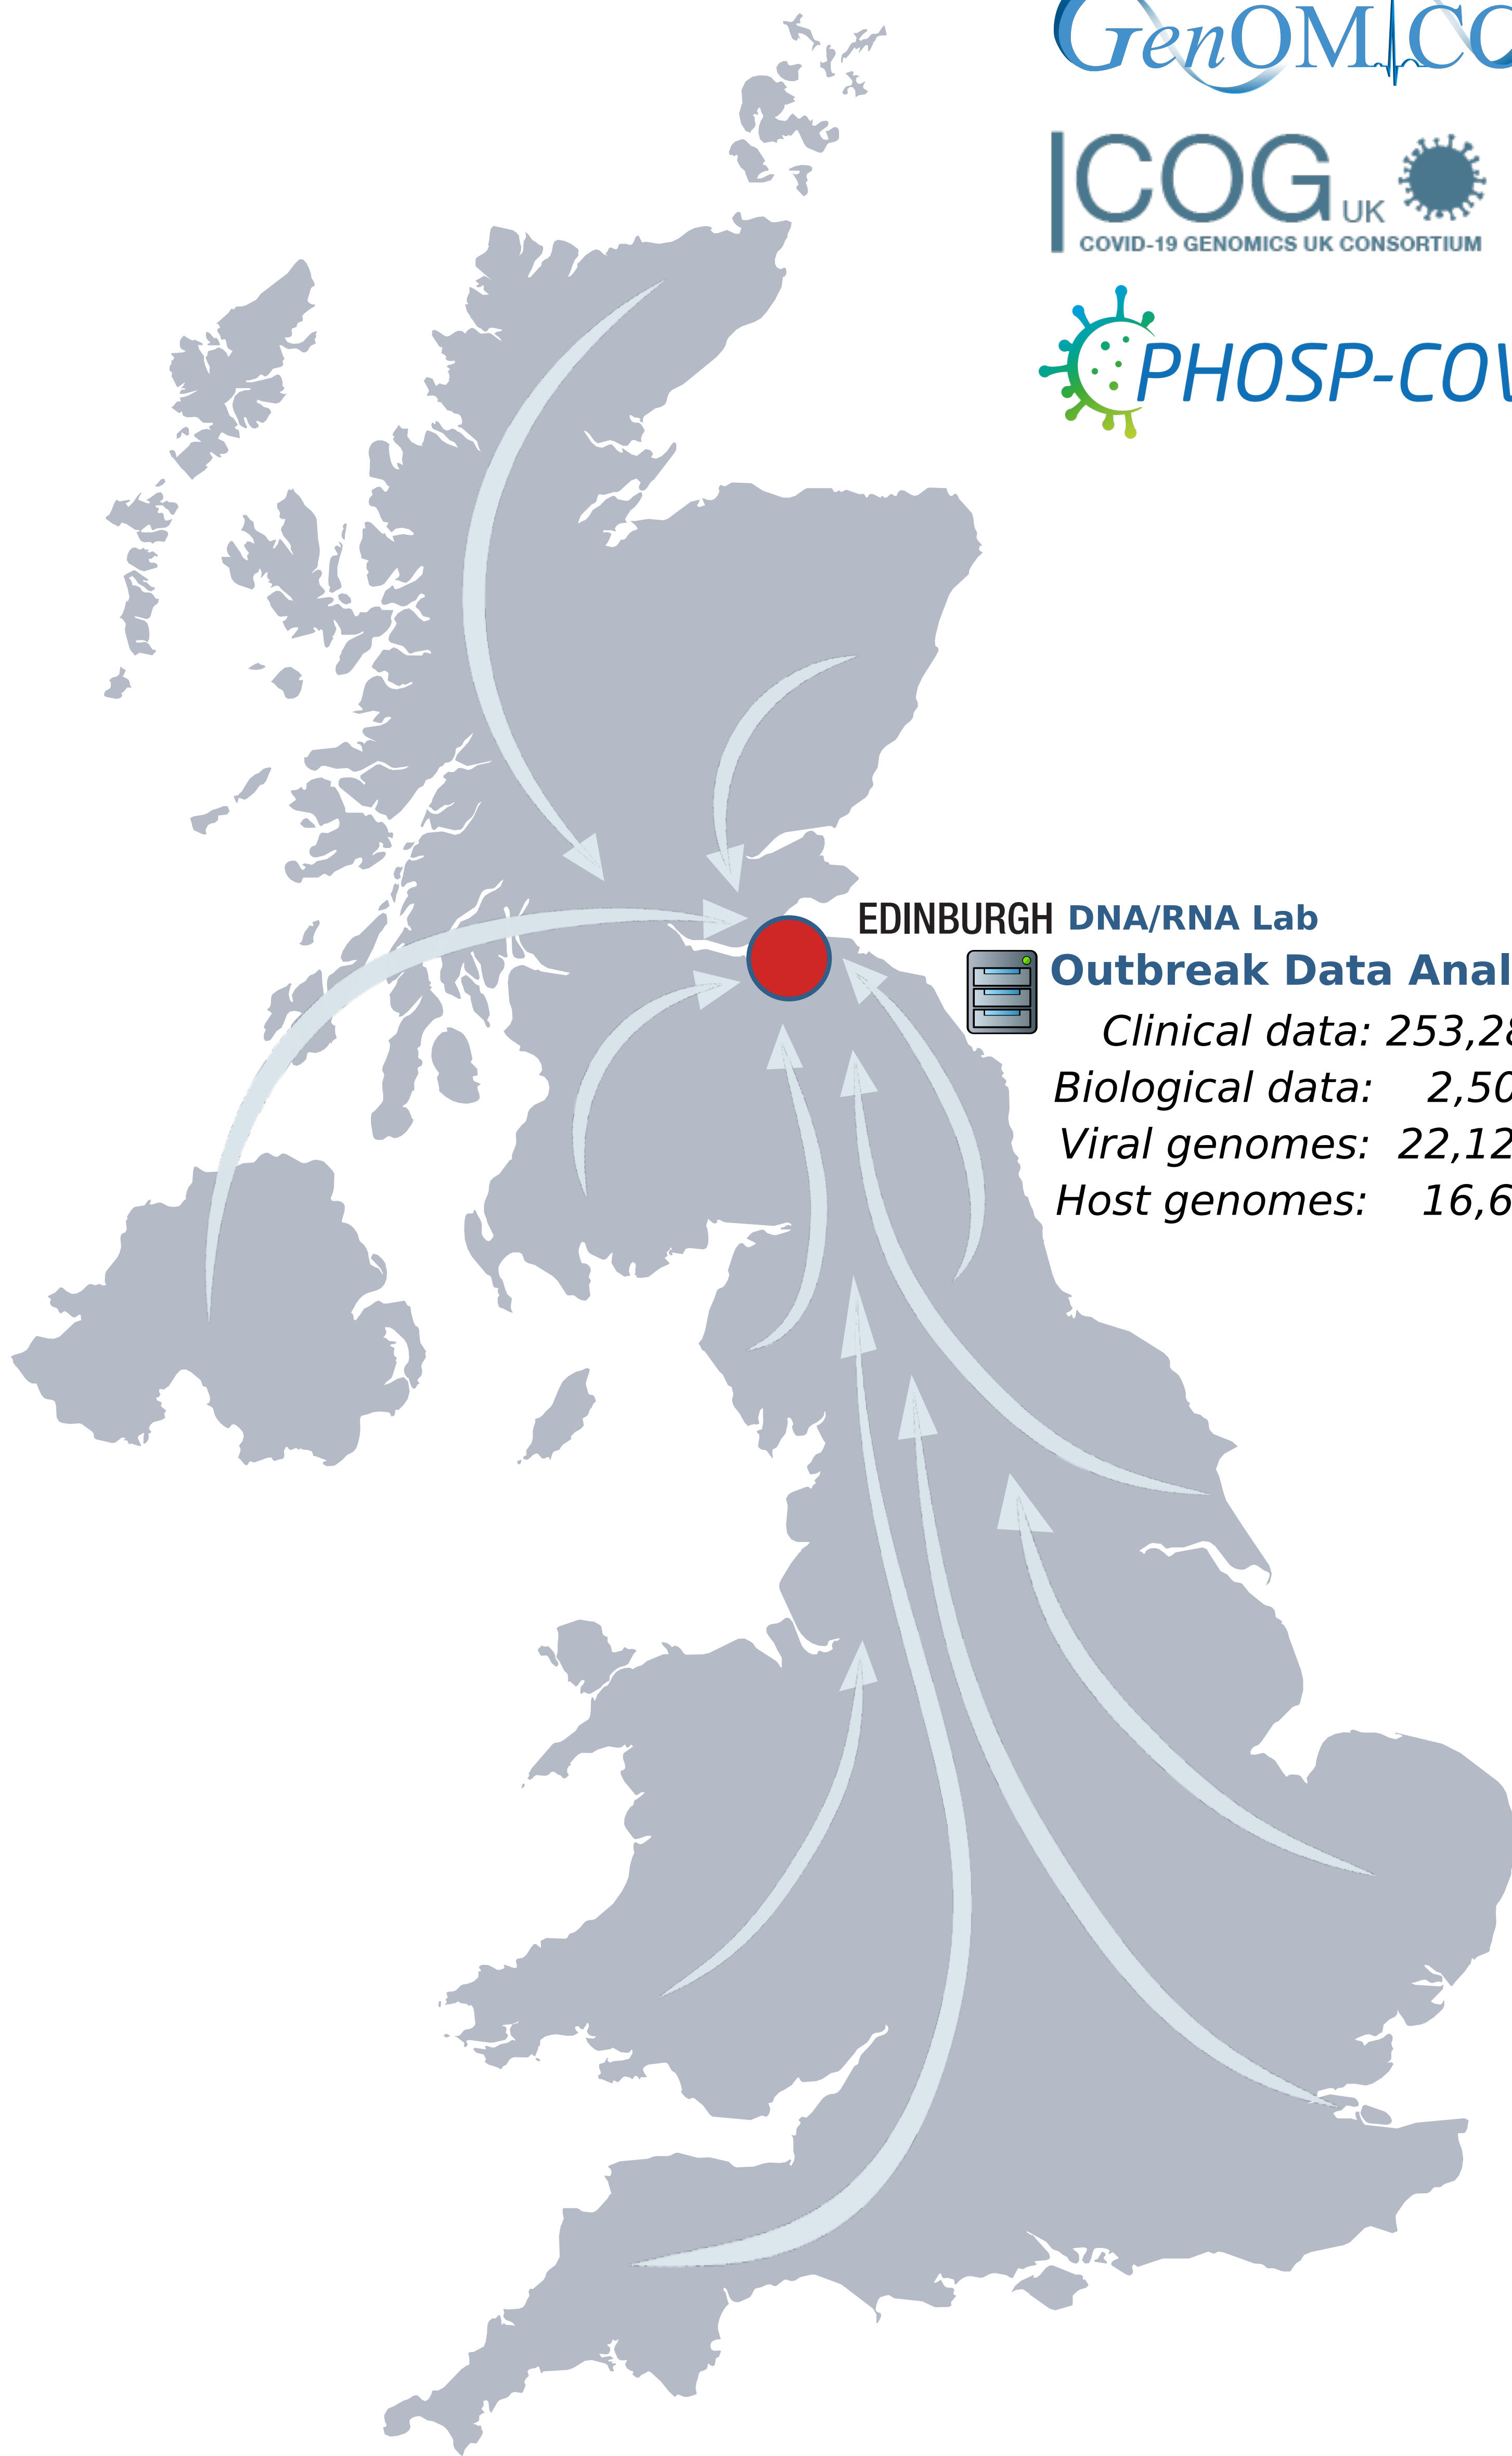 GenOMICC
COG UK
COVID-19 GENOMICS UK CONSORTIUM
PHOSP-COV
EDINBURGH DNA/RNA Lab
Outbreak Data Anal
Clinical data: 253,28
Biological data: 2,50
Viral genomes: 22,12
Host genomes: 16,6